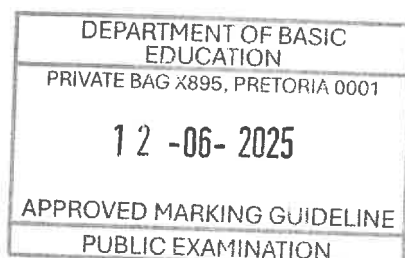 DEPARTMENT OF BASIC
EDUCATION
PRIVATE BAG X895, PRETORIA 0001
12 -06- 2025
APPROVED MARKING GUIDELINE
PUBLIC EXAMINATION